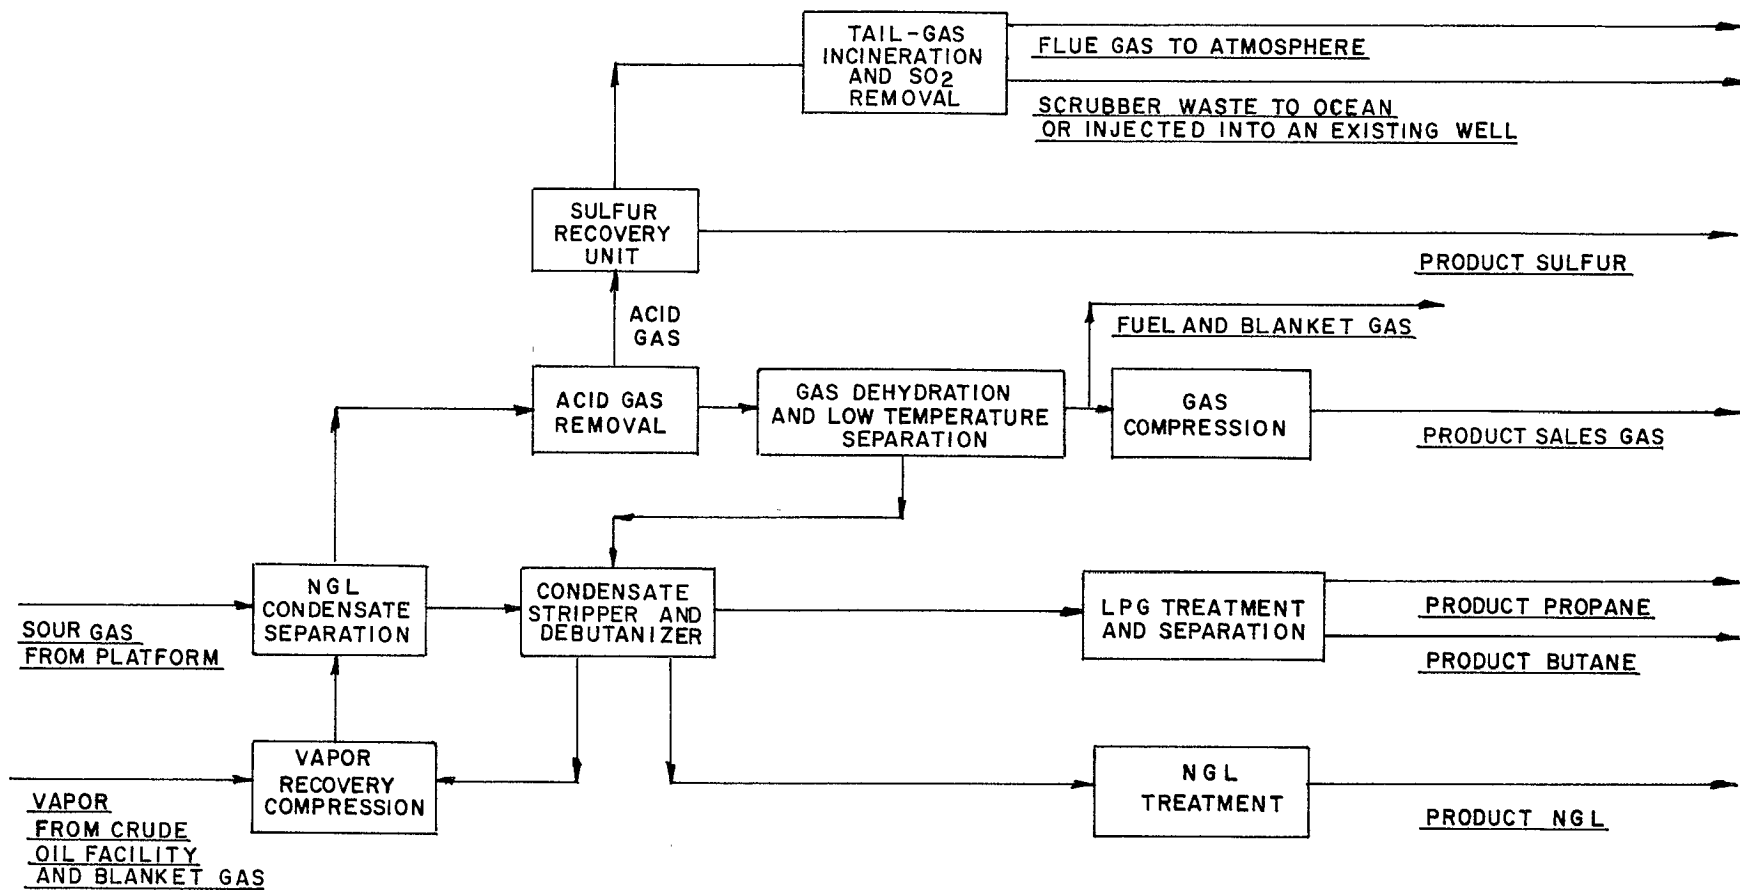 TAIL-GAS
INCINERATION
AND SO2
REMOVAL
FLUE GAS TO ATMOSPHERE
SCRUBBER WASTE TO OCEAN
OR INJECTED INTO AN EXISTING WELL
SULFUR
RECOVERY
UNIT
PRODUCT SULFUR
ACID
GAS
FUEL AND BLANKET GAS
ACID GAS
REMOVAL
GAS DEHYDRATION
AND LOW TEMPERATURE
SEPARATION
GAS
COMPRESSION
PRODUCT SALES GAS
NGL
CONDENSATE
SEPARATION
CONDENSATE
STRIPPER AND
DEBUTANIZER
LPG TREATMENT
AND SEPARATION
PRODUCT PROPANE
PRODUCT BUTANE
SOUR GAS
FROM PLATFORM
VAPOR
RECOVERY
COMPRESSION
NGL
TREATMENT
PRODUCT NGL
VAPOR
FROM CRUDE
OIL FACILITY
AND BLANKET GAS